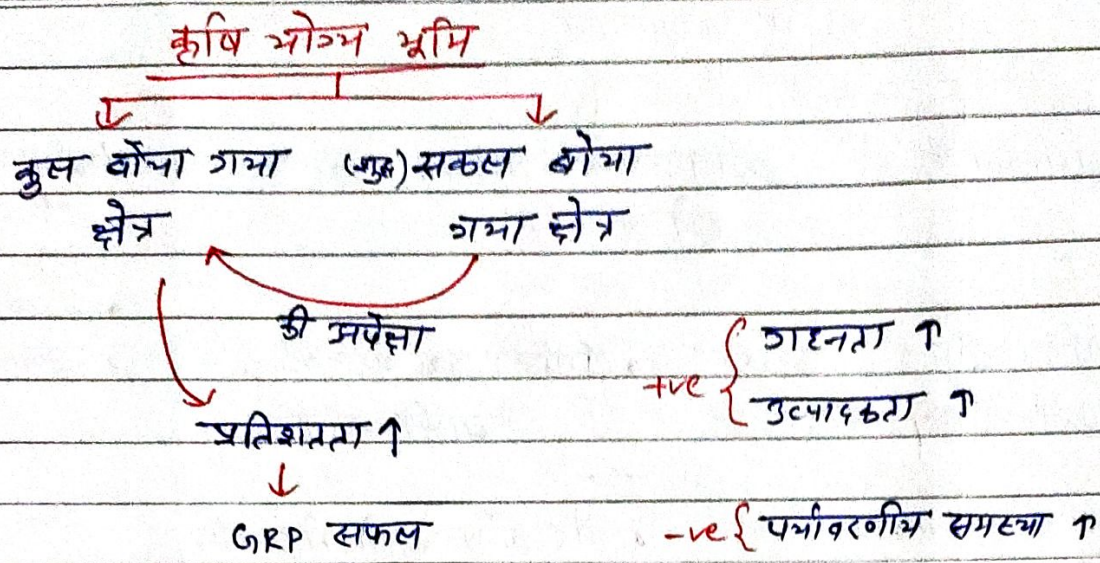 कृषि योग्य भूमि
कुल बोया गया (शुद्ध) सकल बोया
क्षेत्र गया क्षेत्र
की अपेक्षा
गहनता ↑
+ve {
उत्पादकता ↑
प्रतिशतता ↑
↓
GRP सफल -ve { पर्यावरणीय समस्या ↑